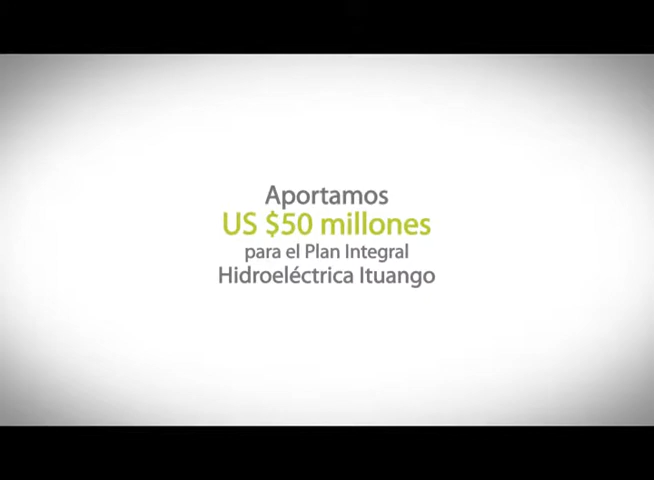 Aportamos
US $50 millones
para el Plan Integral
Hidroeléctrica Ituango